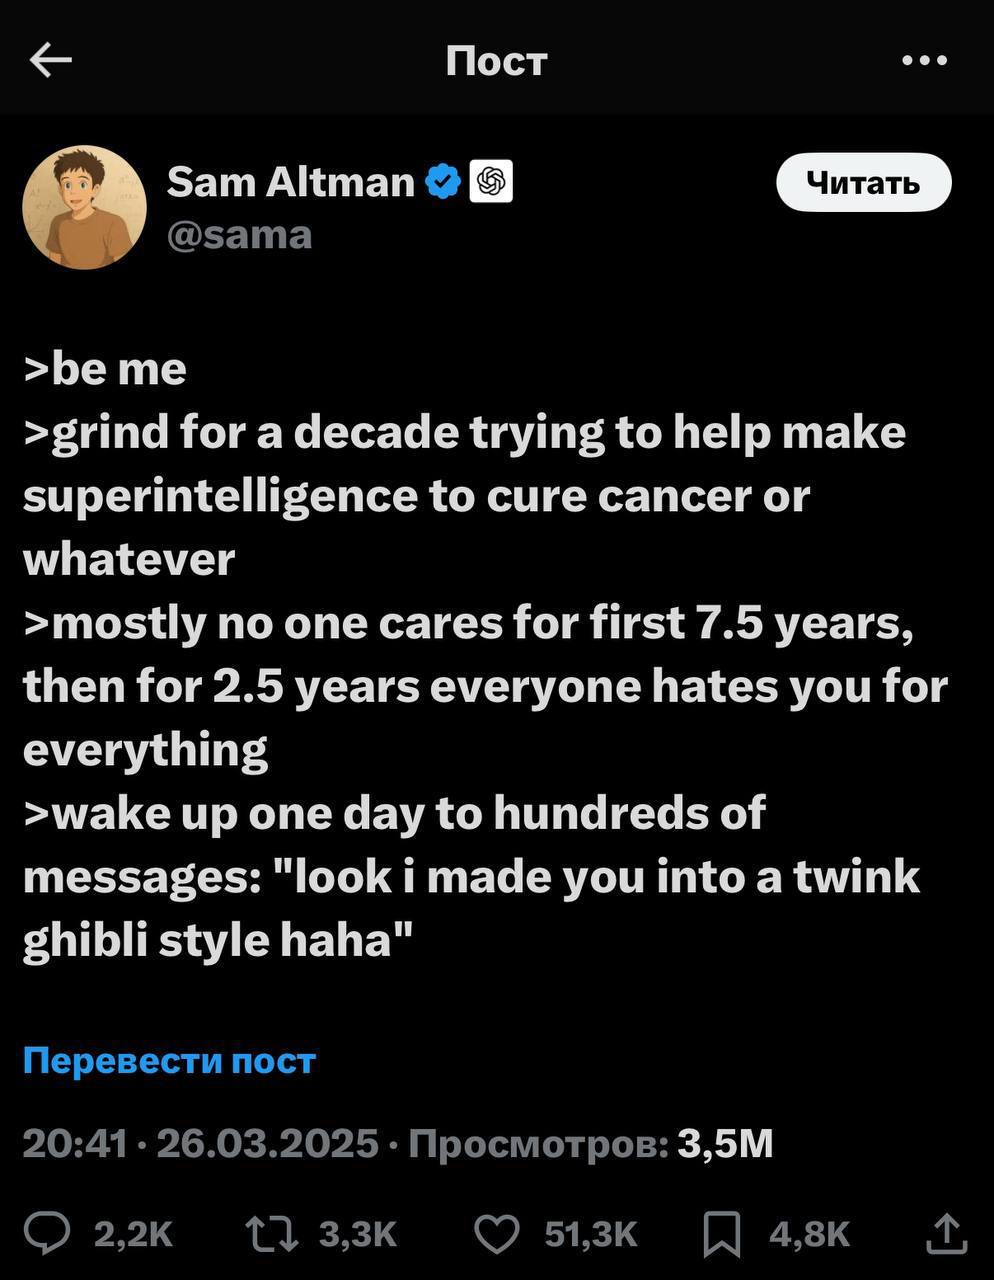 Пост
Sam Altman
@sama
Читать
>be me
>grind for a decade trying to help make
superintelligence to cure cancer or
whatever
>mostly no one cares for first 7.5 years,
then for 2.5 years everyone hates you for
everything
>wake up one day to hundreds of
messages: "look i made you into a twink
ghibli style haha"
Перевести пост
20:41 · 26.03.2025 · Просмотров: 3,5M
2,2K 3,3K 51,3K 4,8K